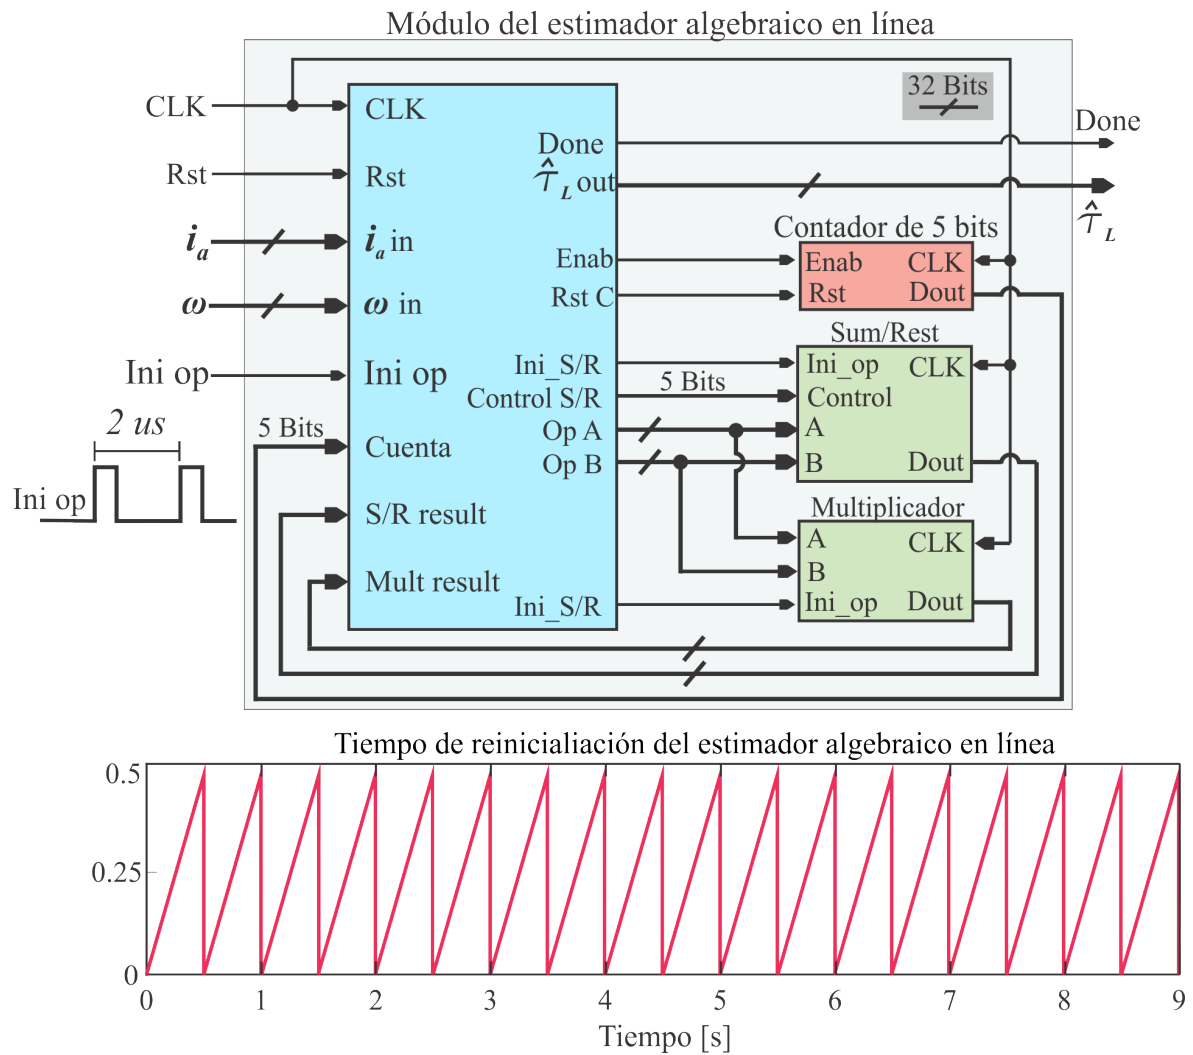 Módulo del estimador algebraico en línea
32 Bits
CLK
Rst
i_a
ω
Ini op
2 us
Ini op
CLK
Rst
i_a in
ω in
Ini op
5 Bits
Cuenta
S/R result
Mult result
Done
τ̂_L out
Enab
Rst C
Ini_S/R
Control S/R
Op A
Op B
Ini_S/R
5 Bits
Done
τ̂_L
Contador de 5 bits
Enab CLK
Rst Dout
Sum/Rest
Ini_op CLK
Control
A
B Dout
Multiplicador
A CLK
B
Ini_op Dout
Tiempo de reinicialiación del estimador algebraico en línea
0.5
0.25
0
0 1 2 3 4 5 6 7 8 9
Tiempo [s]